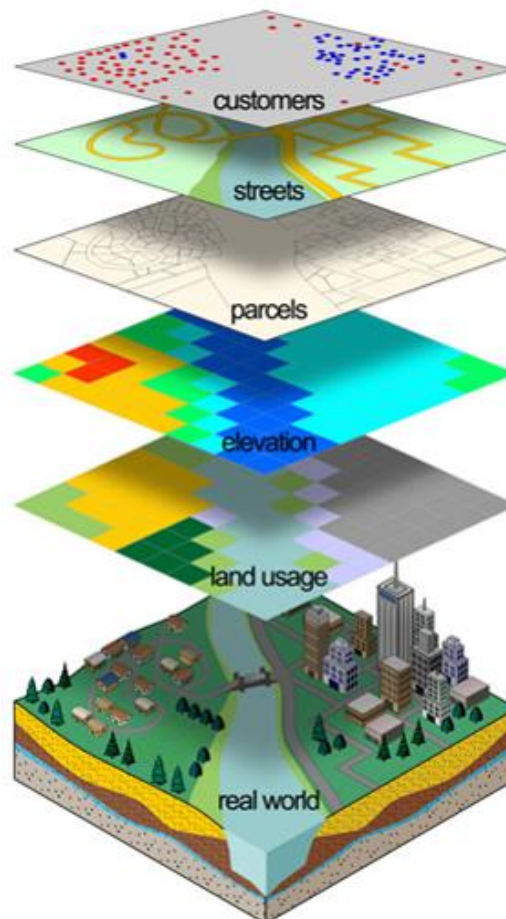 customers
streets
parcels
elevation
land usage
real world